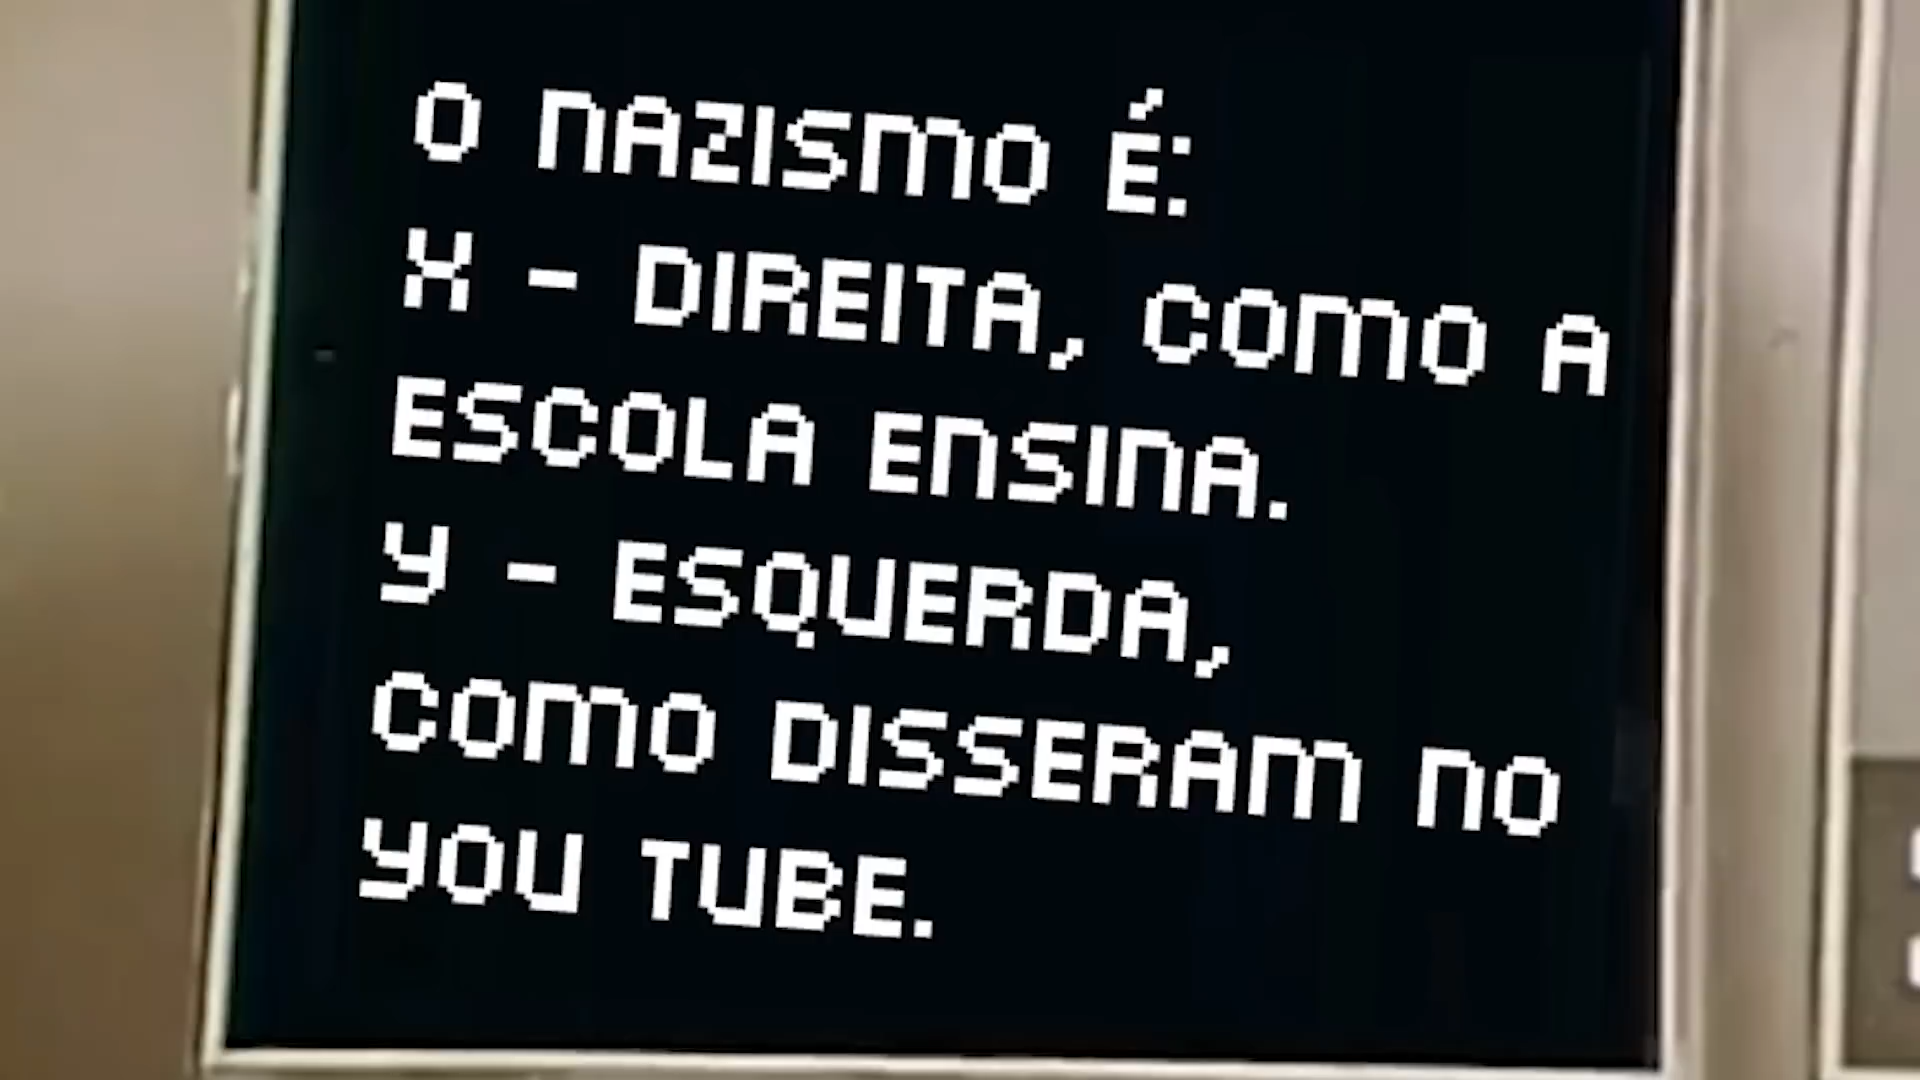 O NAZISMO É:
X - DIREITA, COMO A
ESCOLA ENSINA.
Y - ESQUERDA,
COMO DISSERAM NO
YOU TUBE.